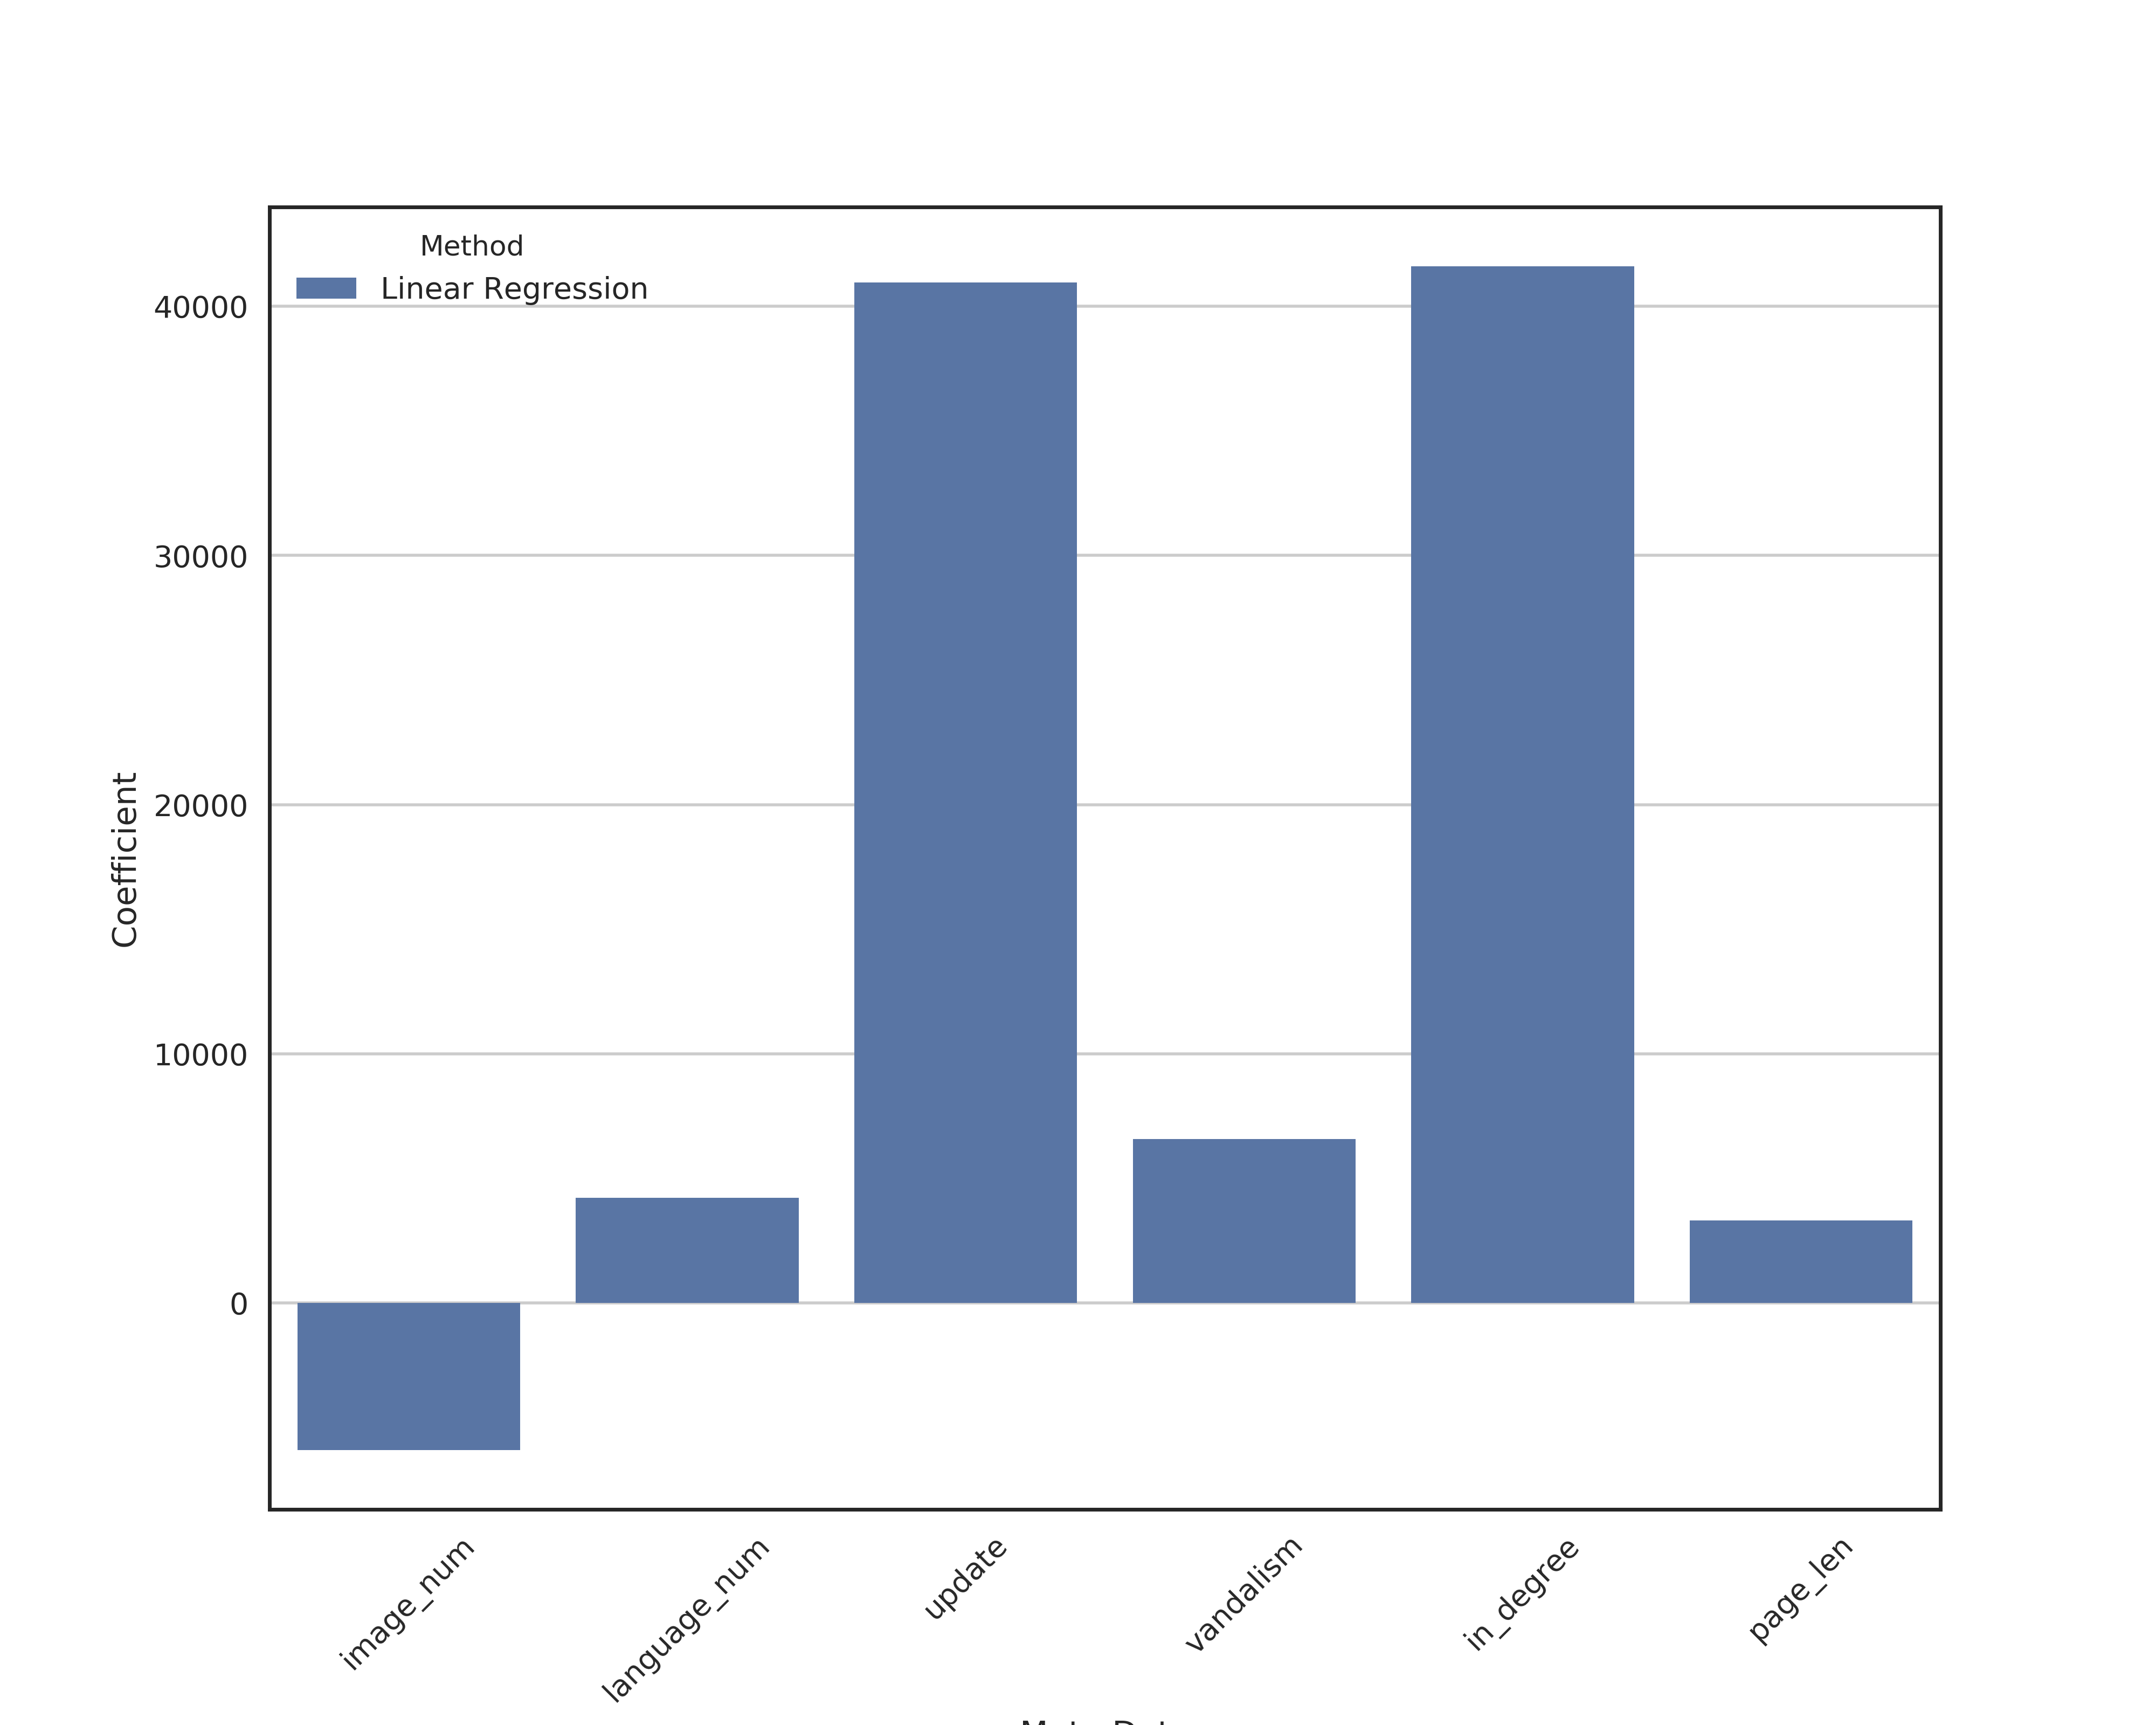 Method
Linear Regression
40000
30000
20000
10000
0
Coefficient
image_num
language_num
update
vandalism
in_degree
page_len